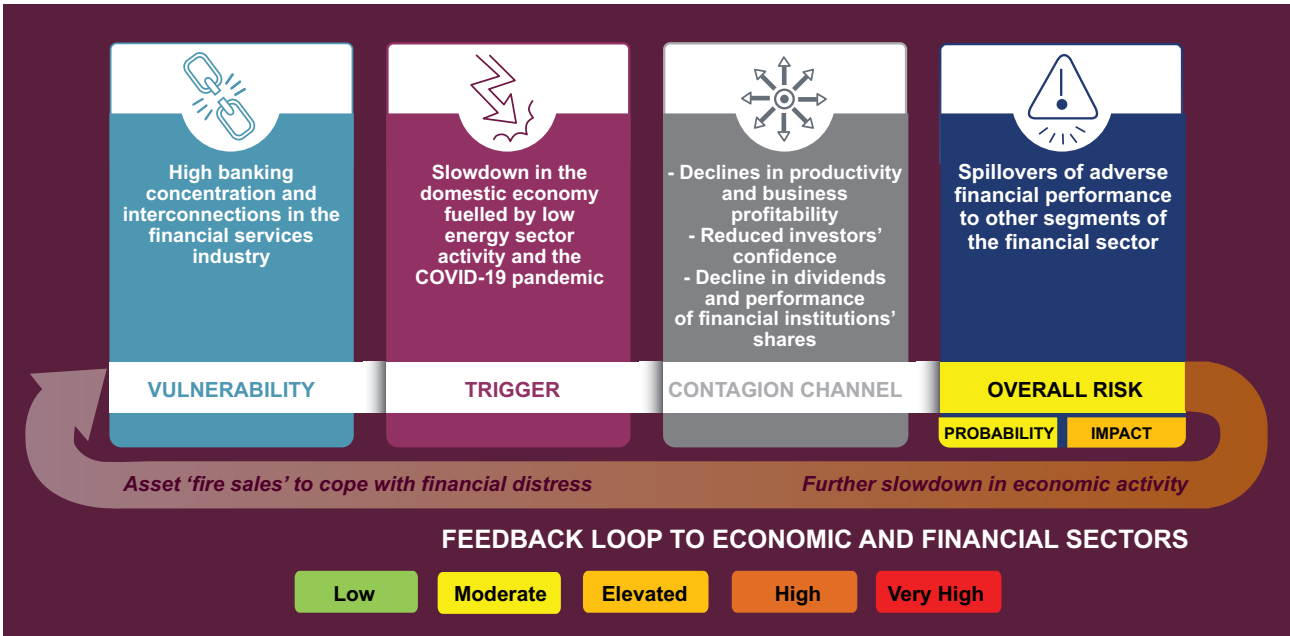 High banking
concentration and
interconnections in the
financial services
industry
VULNERABILITY
Slowdown in the
domestic economy
fuelled by low
energy sector
activity and the
COVID-19 pandemic
TRIGGER
- Declines in productivity
and business
profitability
- Reduced investors’
confidence
- Decline in dividends
and performance
of financial institutions’
shares
CONTAGION CHANNEL
Spillovers of adverse
financial performance
to other segments of
the financial sector
OVERALL RISK
PROBABILITY
IMPACT
Asset ‘fire sales’ to cope with financial distress
Further slowdown in economic activity
FEEDBACK LOOP TO ECONOMIC AND FINANCIAL SECTORS
Low
Moderate
Elevated
High
Very High